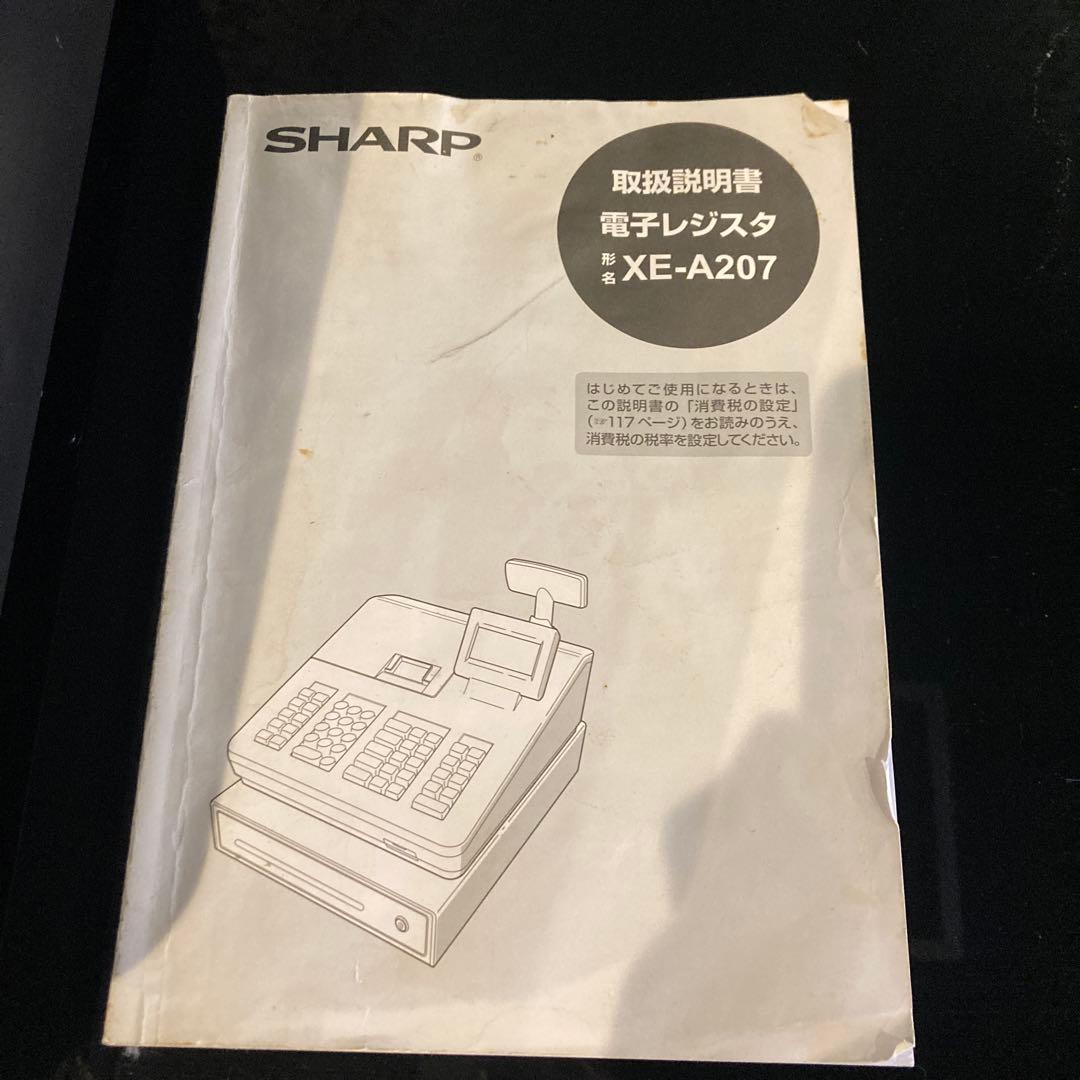 SHARP®
取扱説明書
電子レジスタ
形名 XE-A207
はじめてご使用になるときは、
この説明書の「消費税の設定」
(☞117ページ)をお読みのうえ、
消費税の税率を設定してください。